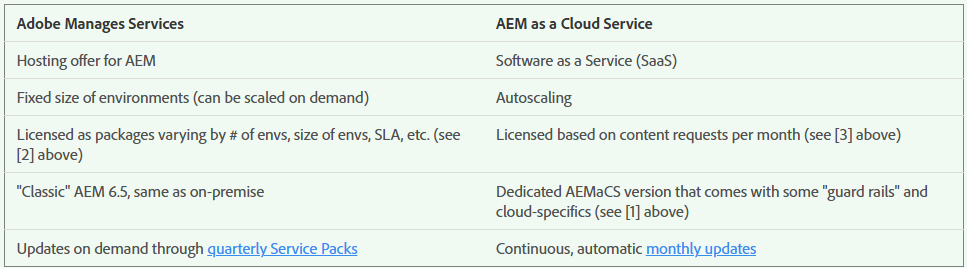 Adobe Manages Services
AEM as a Cloud Service
Hosting offer for AEM
Software as a Service (SaaS)
Fixed size of environments (can be scaled on demand)
Autoscaling
Licensed as packages varying by # of envs, size of envs, SLA, etc. (see
[2] above)
Licensed based on content requests per month (see [3] above)
"Classic" AEM 6.5, same as on-premise
Dedicated AEMaCS version that comes with some "guard rails" and
cloud-specifics (see [1] above)
Updates on demand through quarterly Service Packs
Continuous, automatic monthly updates